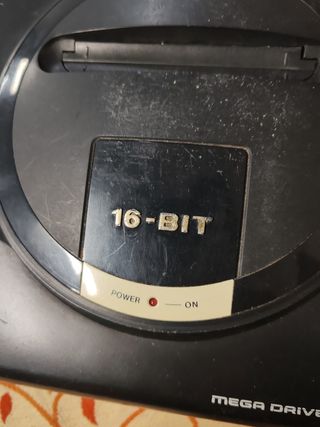 16-BIT
POWER ON
MEGA DRIVE